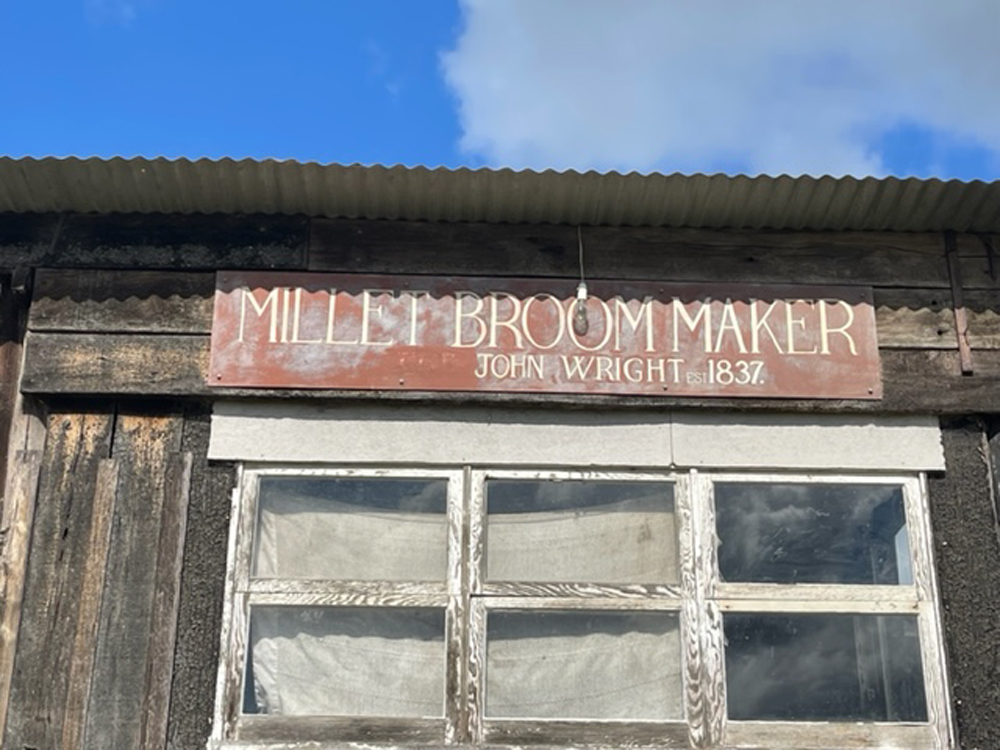 MILLET BROOM MAKER
JOHN WRIGHT EST 1837.